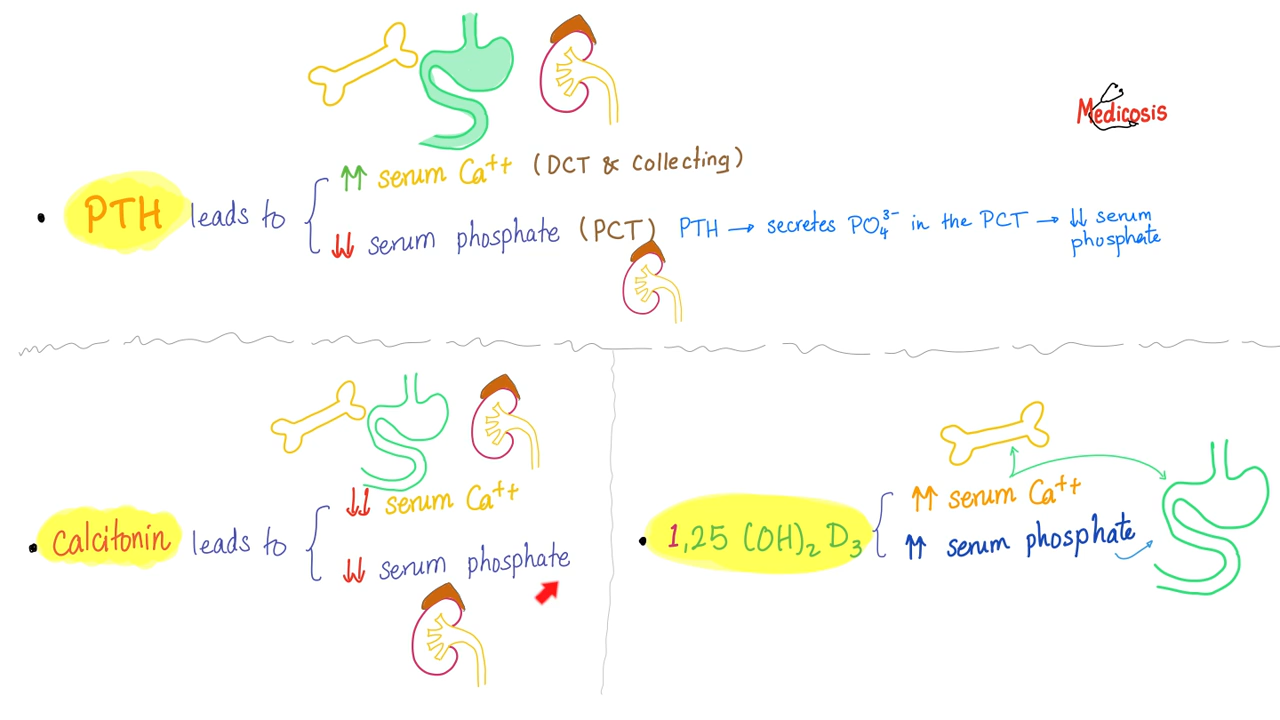 Medicosis
• PTH leads to
↑↑ serum Ca++ (DCT & Collecting)
↓↓ serum phosphate (PCT)
PTH → secretes PO₄³⁻ in the PCT → ↓↓ serum
phosphate
• Calcitonin leads to
↓↓ serum Ca++
↓↓ serum phosphate
• 1,25 (OH)₂ D₃
↑↑ serum Ca++
↑↑ serum phosphate